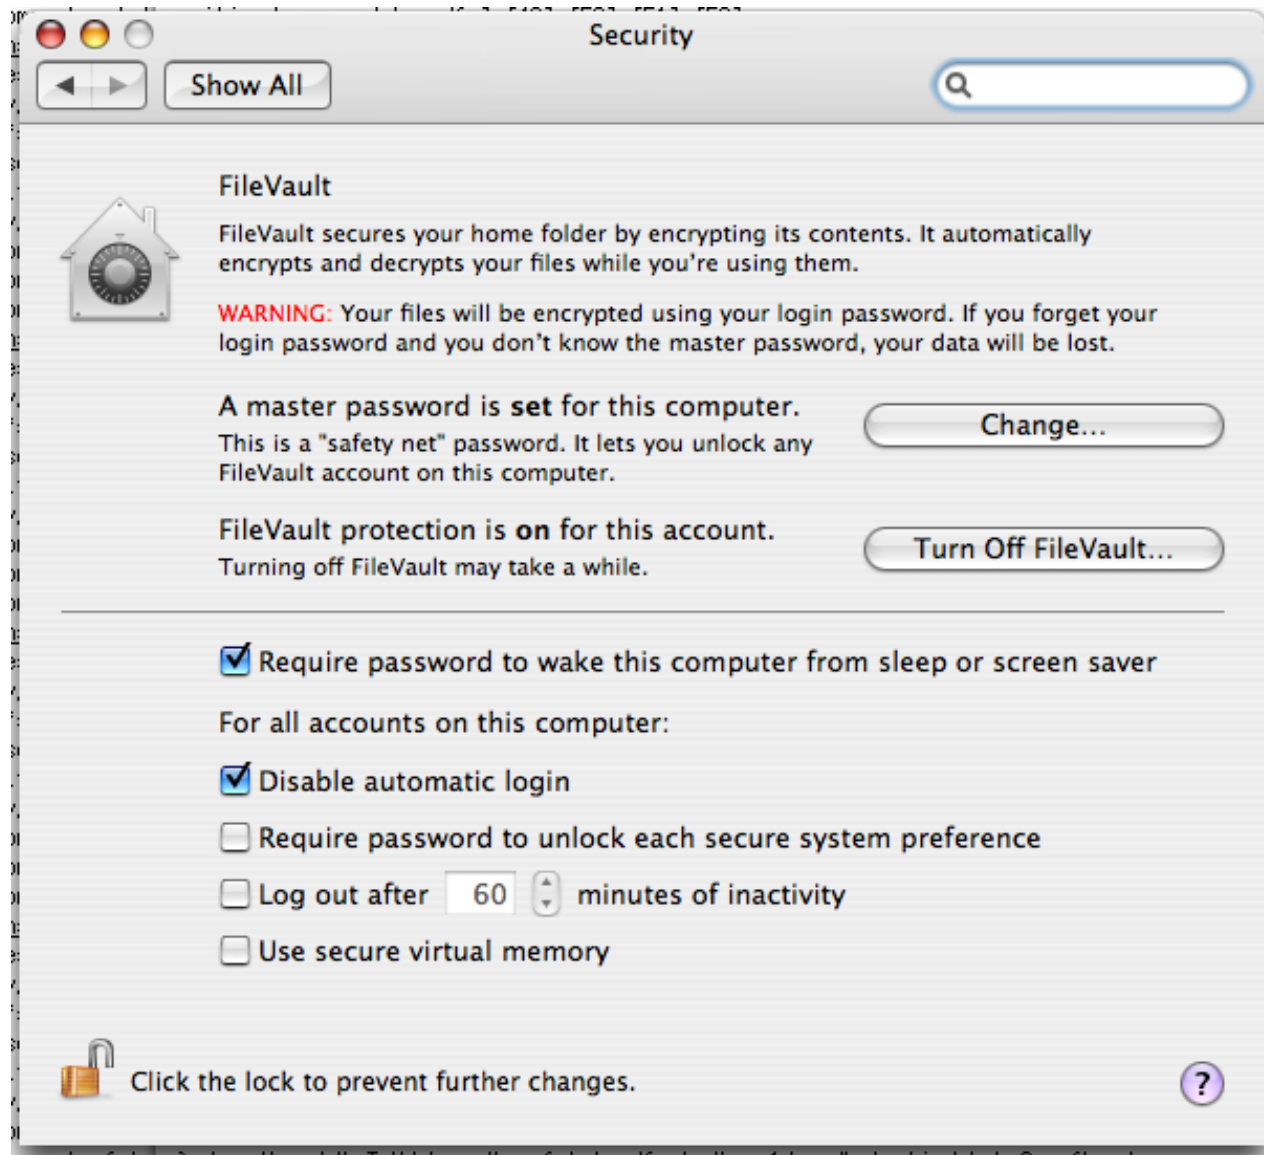 Security
Show All
FileVault
FileVault secures your home folder by encrypting its contents. It automatically
encrypts and decrypts your files while you're using them.
WARNING: Your files will be encrypted using your login password. If you forget your
login password and you don't know the master password, your data will be lost.
A master password is set for this computer.
Change...
This is a "safety net" password. It lets you unlock any
FileVault account on this computer.
FileVault protection is on for this account.
Turn Off FileVault...
Turning off FileVault may take a while.
Require password to wake this computer from sleep or screen saver
For all accounts on this computer:
Disable automatic login
Require password to unlock each secure system preference
Log out after 60 minutes of inactivity
Use secure virtual memory
Click the lock to prevent further changes.
?